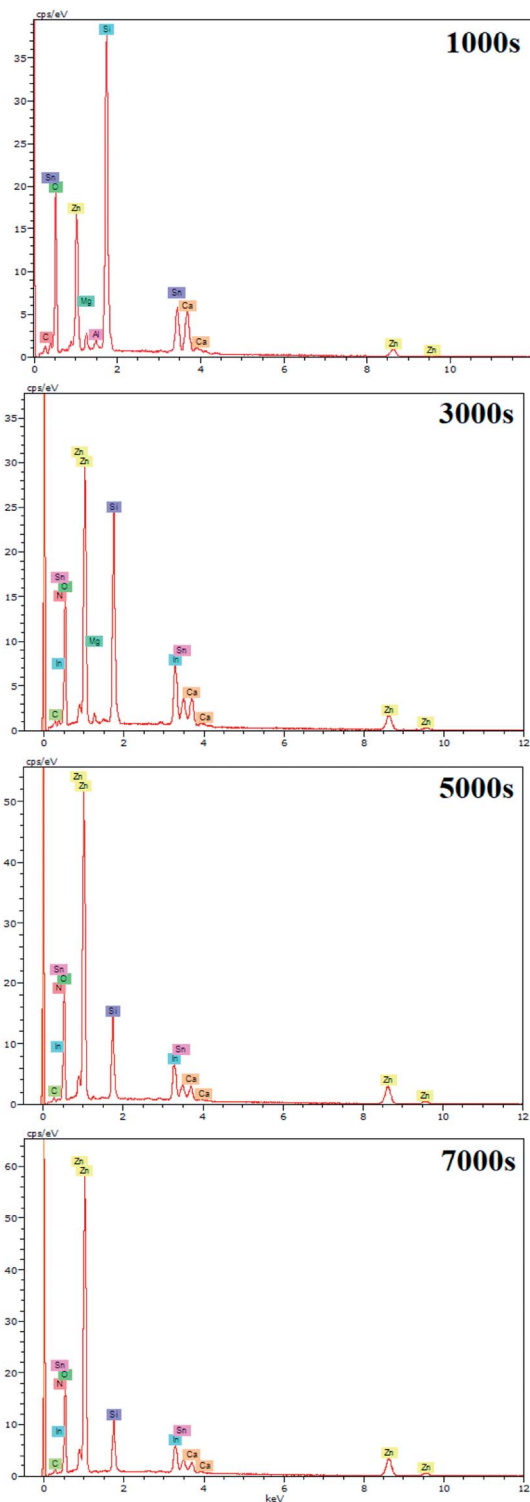 cps/eV
1000s
Si
35
30
25
Sn
20
O
Zn
15
10
Mg
Sn
5
Ca
C
Al
Ca
Zn
Zn
0
2
4
6
8
10
cps/eV
3000s
35
Zn
30
Zn
25
Si
20
Sn
O
15
N
10
Mg
Sn
In
In
5
Ca
C
Ca
Zn
Zn
0
0
2
4
6
8
10
12
cps/eV
5000s
Zn
Zn
50
40
30
Sn
O
20
N
Si
10
In
Sn
In
Ca
C
Ca
Zn
Zn
0
0
2
4
6
8
10
12
cps/eV
7000s
Zn
60
Zn
50
40
30
Sn
20
O
N
Si
10
In
Sn
In
Ca
C
Ca
Zn
Zn
0
0
2
4
6
8
10
12
keV